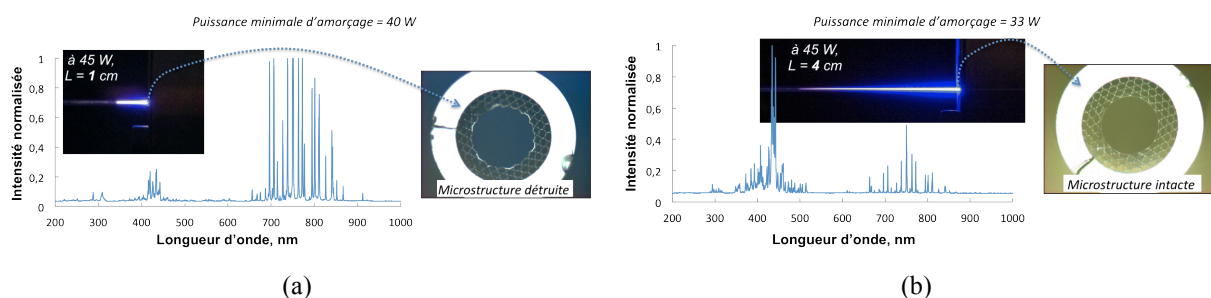 Puissance minimale d'amorçage = 40 W
à 45 W,
L = 1 cm
Intensité normalisée
1
0,8
0,6
0,4
0,2
0
200 300 400 500 600 700 800 900 1000
Longueur d'onde, nm
Microstructure détruite
(a)
Puissance minimale d'amorçage = 33 W
à 45 W,
L = 4 cm
Intensité normalisée
1
0,8
0,6
0,4
0,2
0
200 300 400 500 600 700 800 900 1000
Longueur d'onde, nm
Microstructure intacte
(b)